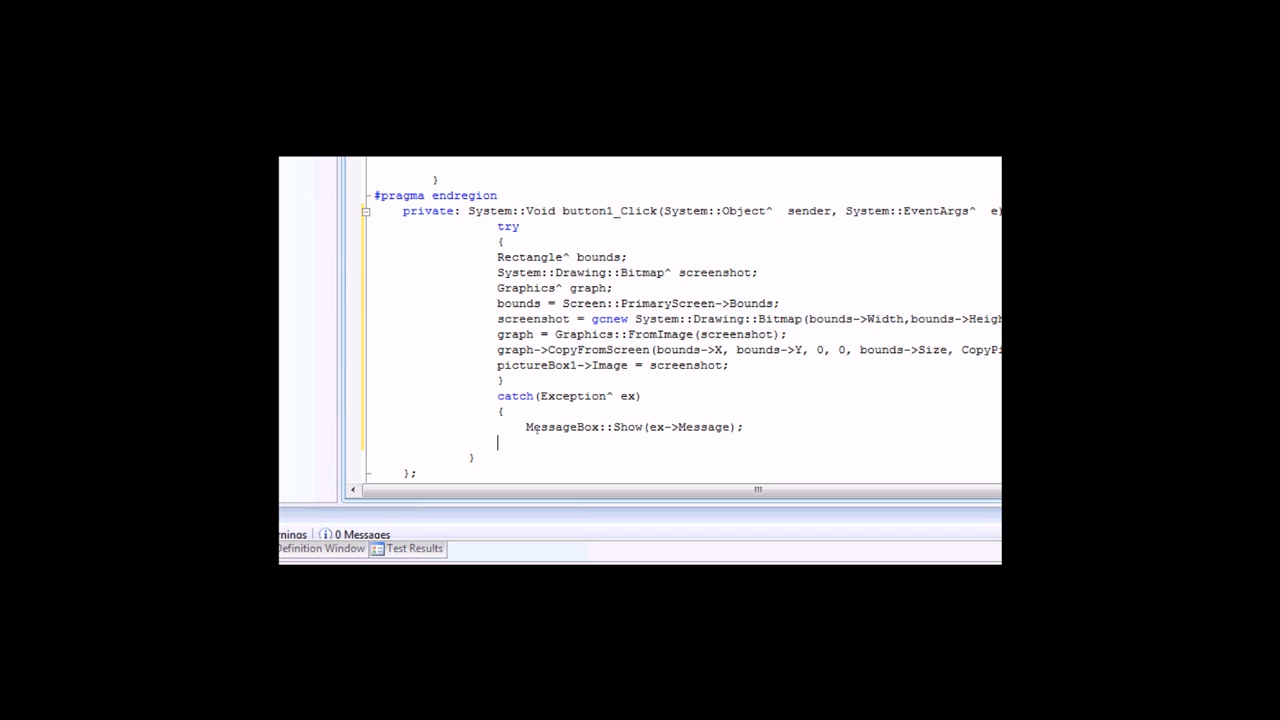 }
#pragma endregion
private: System::Void button1_Click(System::Object^  sender, System::EventArgs^  e)
try
{
Rectangle^ bounds;
System::Drawing::Bitmap^ screenshot;
Graphics^ graph;
bounds = Screen::PrimaryScreen->Bounds;
screenshot = gcnew System::Drawing::Bitmap(bounds->Width,bounds->Heigh
graph = Graphics::FromImage(screenshot);
graph->CopyFromScreen(bounds->X, bounds->Y, 0, 0, bounds->Size, CopyPi
pictureBox1->Image = screenshot;
}
catch(Exception^ ex)
{
MessageBox::Show(ex->Message);
}
};
rnings 0 Messages
Definition Window Test Results